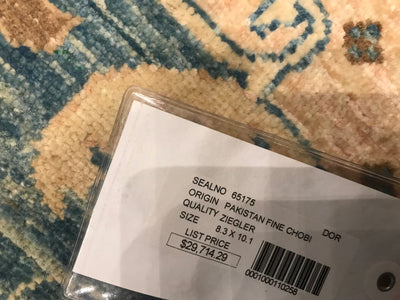 SEALNO 65175
ORIGIN PAKISTAN FINE CHOBI DOR
QUALITY ZIEGLER
SIZE 8.3 X 10.1
LIST PRICE
$29,714.29
0001000110258